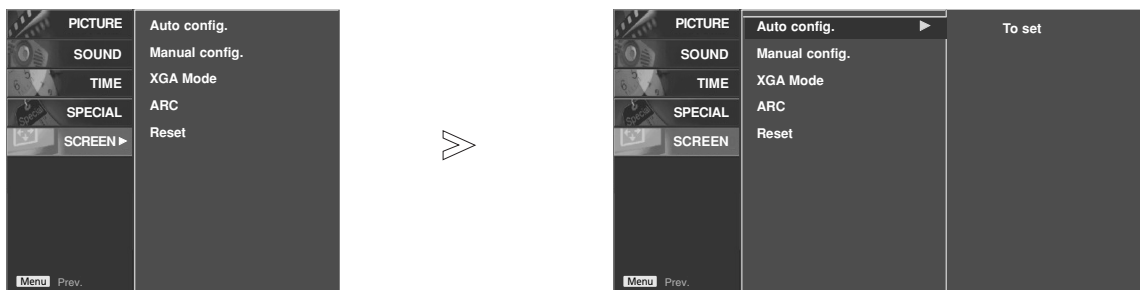 PICTURE
SOUND
TIME
SPECIAL
SCREEN
Menu Prev.
Auto config.
Manual config.
XGA Mode
ARC
Reset
PICTURE
SOUND
TIME
SPECIAL
SCREEN
Menu Prev.
Auto config.
Manual config.
XGA Mode
ARC
Reset
To set